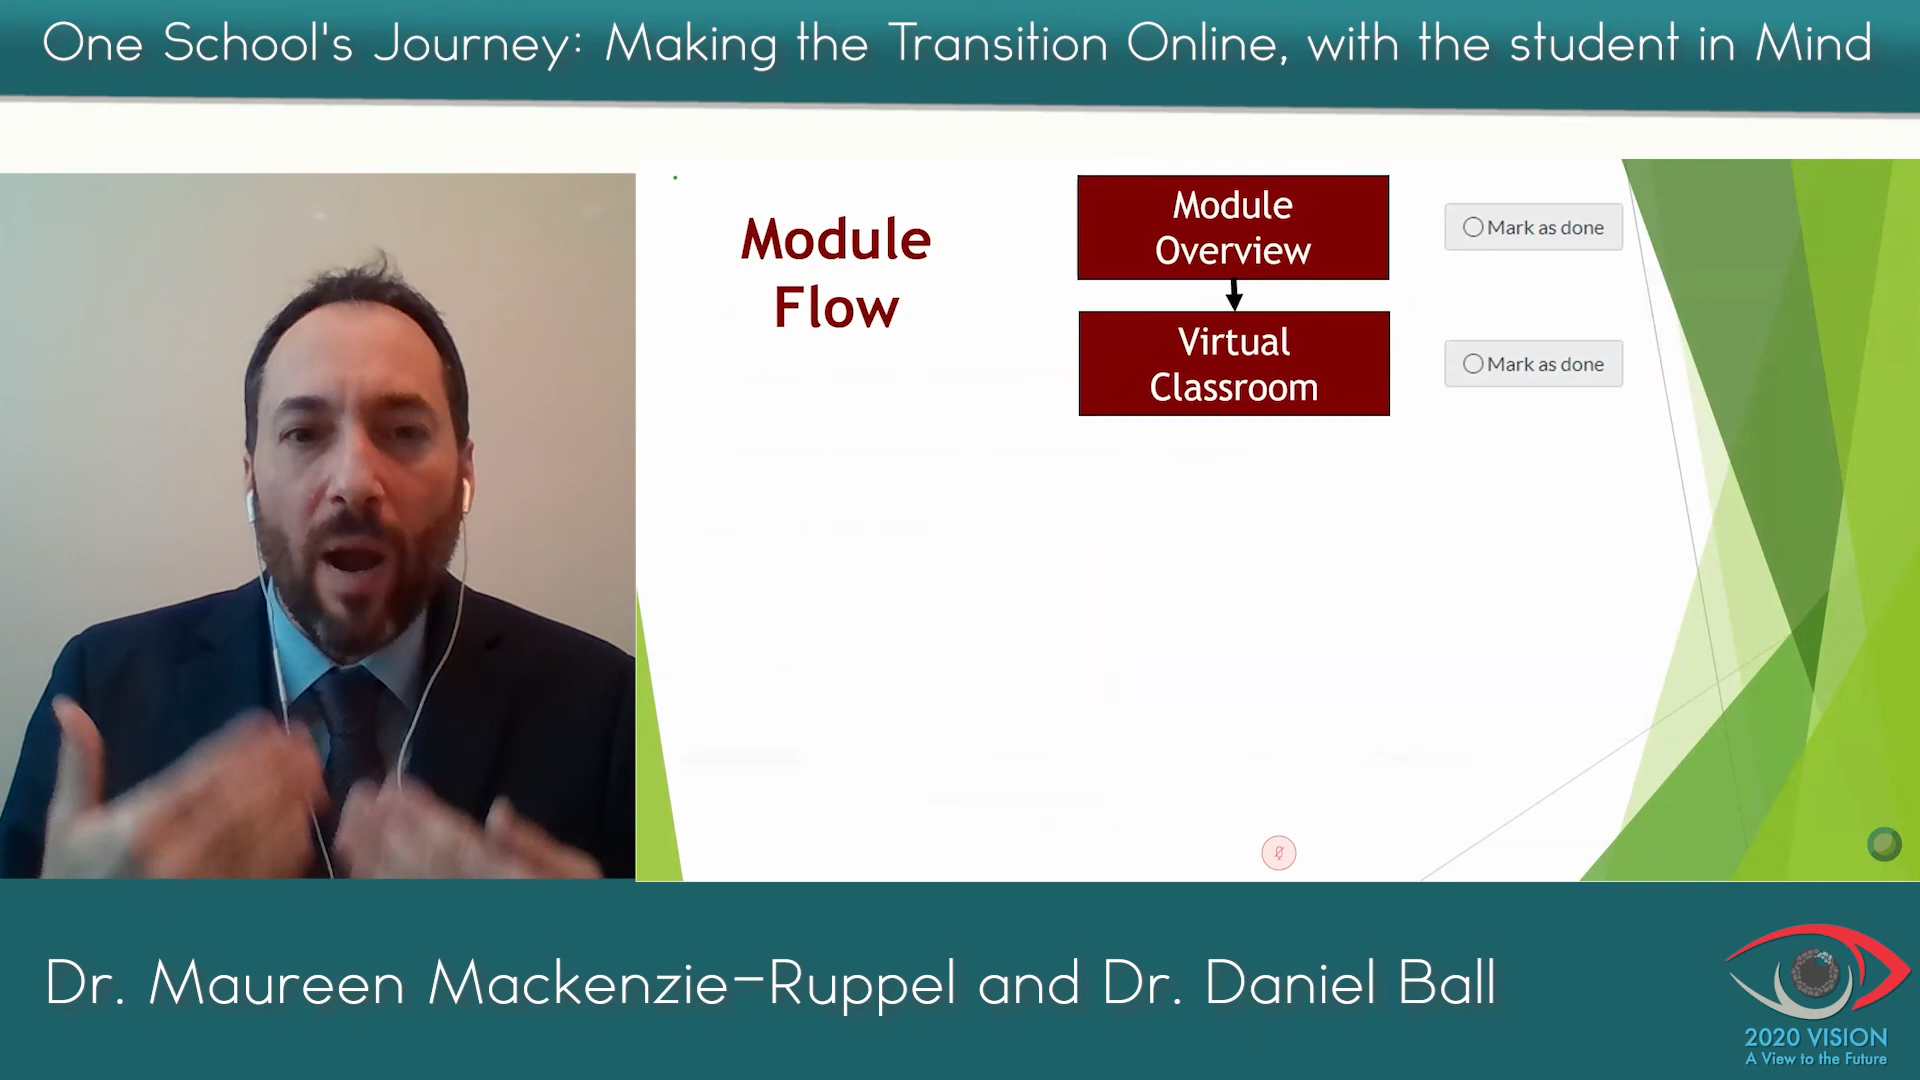 One School's Journey: Making the Transition Online, with the student in Mind
Module
Flow
Module
Overview
Mark as done
Virtual
Classroom
Mark as done
Dr. Maureen Mackenzie-Ruppel and Dr. Daniel Ball
2020 VISION
A View to the Future